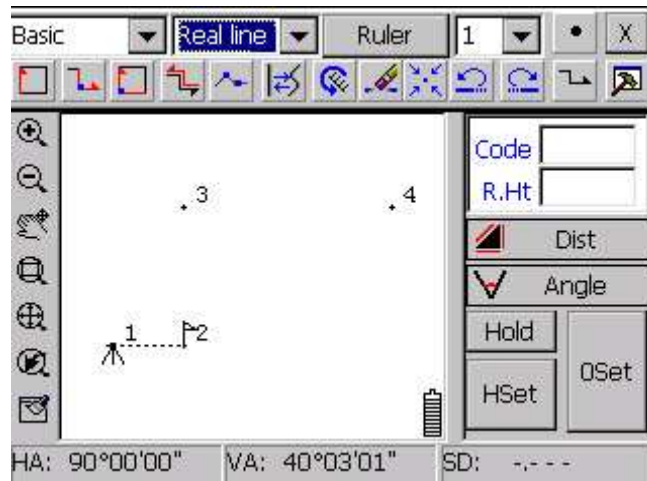 Basic Real line Ruler 1 • X
Code
R.Ht
3 4
Dist
Angle
1 2
Hold
HSet 0Set
HA: 90°00'00" VA: 40°03'01" SD: -.---